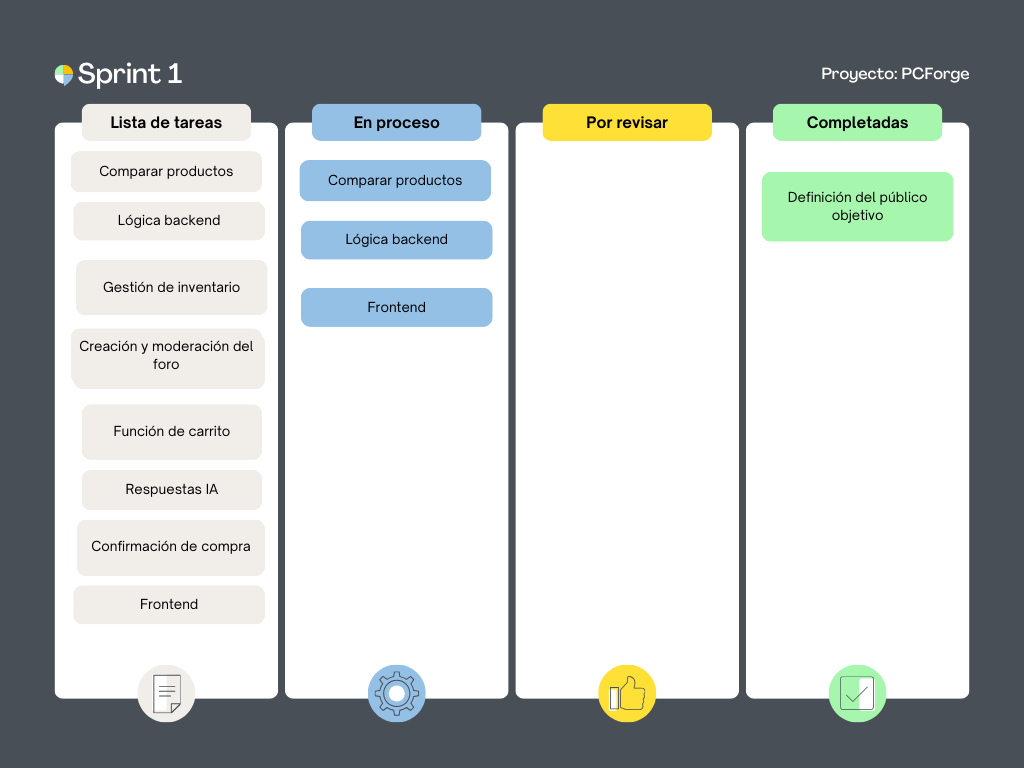 Sprint 1
Proyecto: PCForge
Lista de tareas
Comparar productos
Lógica backend
Gestión de inventario
Creación y moderación del
foro
Función de carrito
Respuestas IA
Confirmación de compra
Frontend
En proceso
Comparar productos
Lógica backend
Frontend
Por revisar
Completadas
Definición del público
objetivo